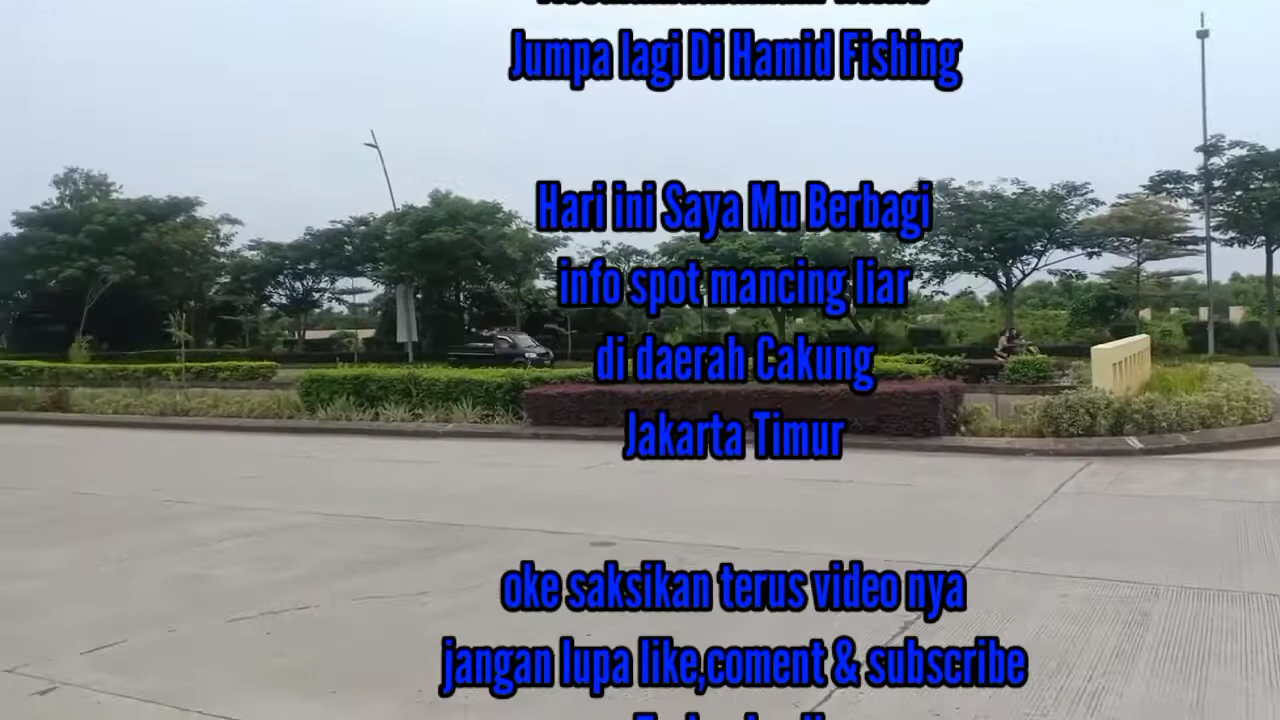 Jumpa lagi Di Hamid Fishing
Hari ini Saya Mu Berbagi
info spot mancing liar
di daerah Cakung
Jakarta Timur
oke saksikan terus video nya
jangan lupa like,coment & subscribe